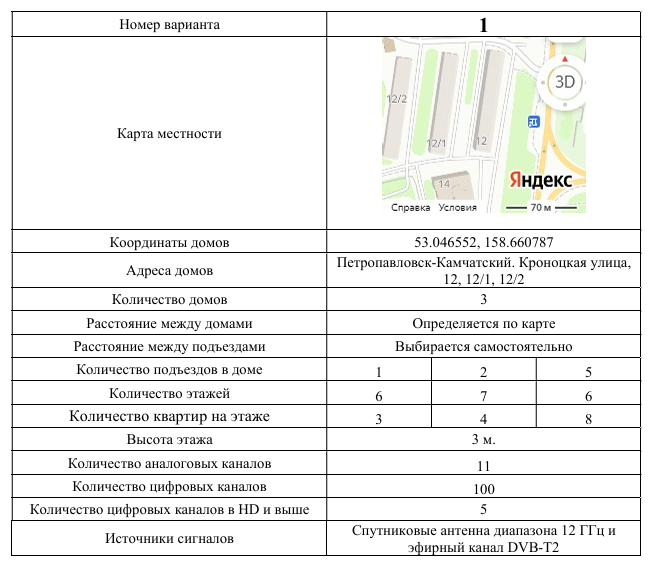 Номер варианта 1
3D
12/2
12/1
12
14
Яндекс
Справка Условия 70 м
Карта местности
Координаты домов 53.046552, 158.660787
Адреса домов Петропавловск-Камчатский. Кроноцкая улица,
12, 12/1, 12/2
Количество домов 3
Расстояние между домами Определяется по карте
Расстояние между подъездами Выбирается самостоятельно
Количество подъездов в доме 1 2 5
Количество этажей 6 7 6
Количество квартир на этаже 3 4 8
Высота этажа 3 м.
Количество аналоговых каналов 11
Количество цифровых каналов 100
Количество цифровых каналов в HD и выше 5
Источники сигналов Спутниковые антенна диапазона 12 ГГц и
эфирный канал DVB-T2